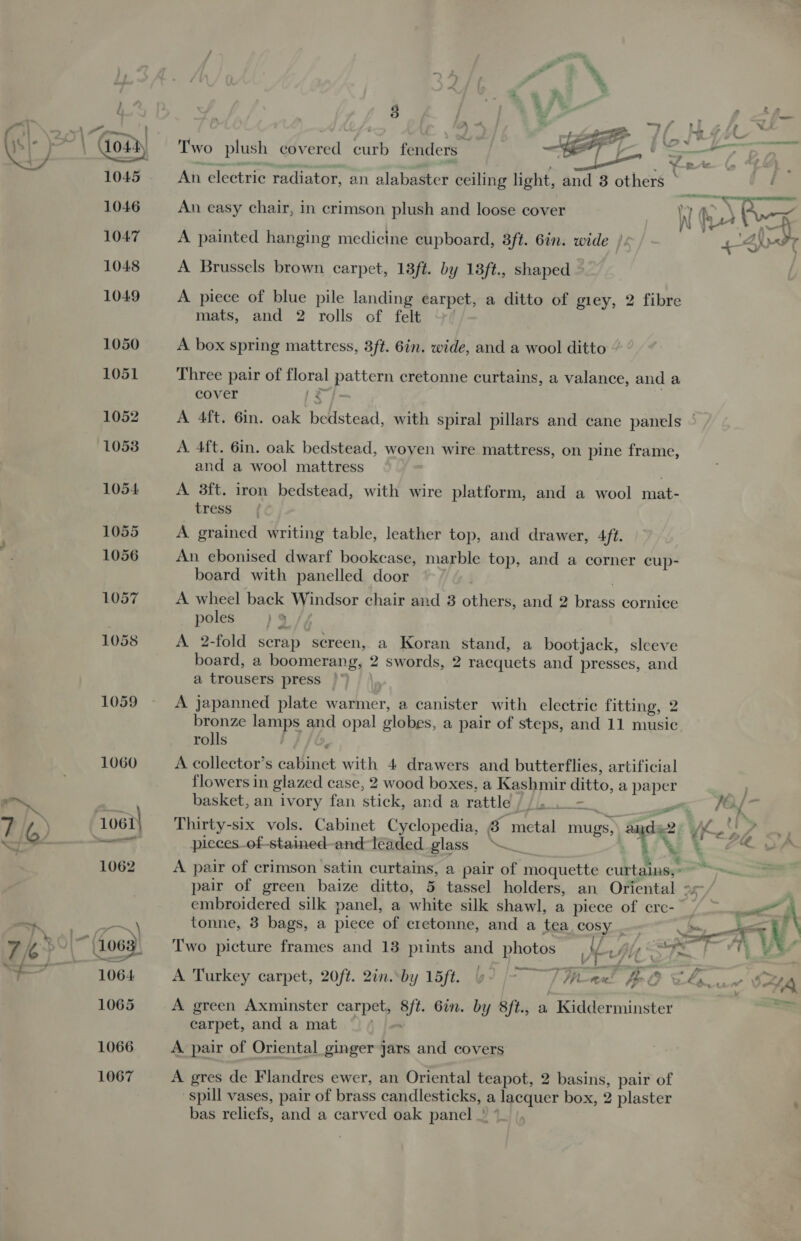 3
1044 Two plush covered curb fenders
1045 An electric radiator, an alabaster ceiling light, and 3 others
1046 An easy chair, in crimson plush and loose cover
1047 A painted hanging medicine cupboard, 3ft. 6in. wide
1048 A Brussels brown carpet, 13ft. by 13ft., shaped
1049 A piece of blue pile landing carpet, a ditto of grey, 2 fibre
mats, and 2 rolls of felt
1050 A box spring mattress, 3ft. 6in. wide, and a wool ditto
1051 Three pair of floral pattern cretonne curtains, a valance, and a
cover
1052 A 4ft. 6in. oak bedstead, with spiral pillars and cane panels
1053 A 4ft. 6in. oak bedstead, woven wire mattress, on pine frame,
and a wool mattress
1054 A 3ft. iron bedstead, with wire platform, and a wool mat-
tress
1055 A grained writing table, leather top, and drawer, 4ft.
1056 An ebonised dwarf bookcase, marble top, and a corner cup-
board with panelled door
1057 A wheel back Windsor chair and 3 others, and 2 brass cornice
poles
1058 A 2-fold scrap screen, a Koran stand, a bootjack, sleeve
board, a boomerang, 2 swords, 2 racquets and presses, and
a trousers press
1059 A japanned plate warmer, a canister with electric fitting, 2
bronze lamps and opal globes, a pair of steps, and 11 music
rolls
1060 A collector's cabinet with 4 drawers and butterflies, artificial
flowers in glazed case, 2 wood boxes, a Kashmir ditto, a paper
basket, an ivory fan stick, and a rattle
7/6 1061 Thirty-six vols. Cabinet Cyclopedia, 8 metal mugs, and 2
pieces of stained and leaded glass
1062 A pair of crimson satin curtains, a pair of moquette curtains,
pair of green baize ditto, 5 tassel holders, an Oriental
embroidered silk panel, a white silk shawl, a piece of cre-
tonne, 3 bags, a piece of cretonne, and a tea cosy
7/6 1063 Two picture frames and 13 prints and photos
1064 A Turkey carpet, 20ft. 2in. by 15ft.
1065 A green Axminster carpet, 8ft. 6in. by 8ft., a Kidderminster
carpet, and a mat
1066 A pair of Oriental ginger jars and covers
1067 A gres de Flandres ewer, an Oriental teapot, 2 basins, pair of
spill vases, pair of brass candlesticks, a lacquer box, 2 plaster
bas reliefs, and a carved oak panel